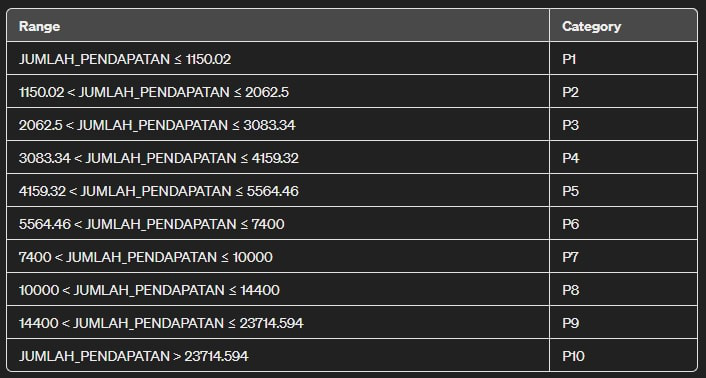 Range Category
JUMLAH_PENDAPATAN ≤ 1150.02 P1
1150.02 < JUMLAH_PENDAPATAN ≤ 2062.5 P2
2062.5 < JUMLAH_PENDAPATAN ≤ 3083.34 P3
3083.34 < JUMLAH_PENDAPATAN ≤ 4159.32 P4
4159.32 < JUMLAH_PENDAPATAN ≤ 5564.46 P5
5564.46 < JUMLAH_PENDAPATAN ≤ 7400 P6
7400 < JUMLAH_PENDAPATAN ≤ 10000 P7
10000 < JUMLAH_PENDAPATAN ≤ 14400 P8
14400 < JUMLAH_PENDAPATAN ≤ 23714.594 P9
JUMLAH_PENDAPATAN > 23714.594 P10